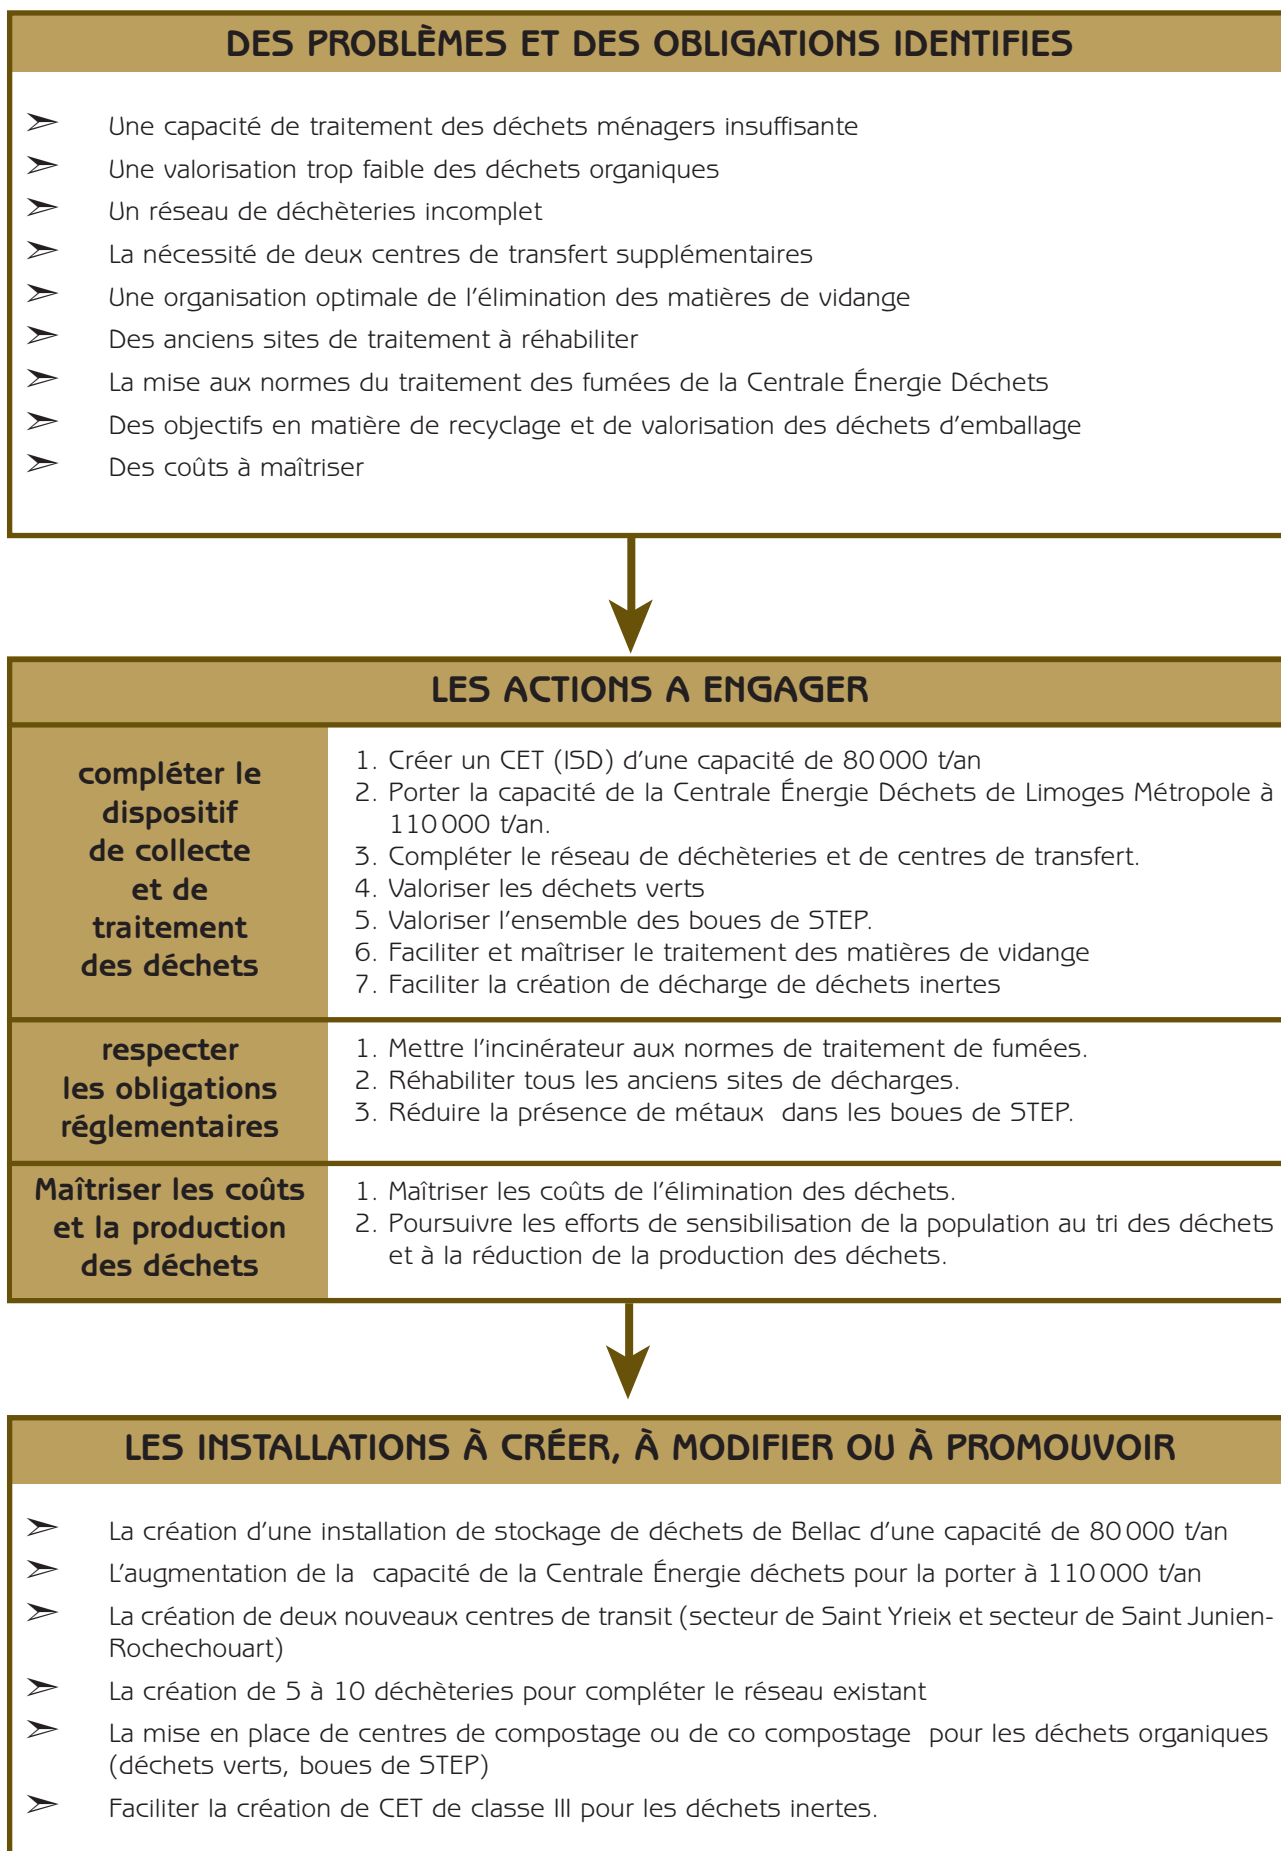 DES PROBLÈMES ET DES OBLIGATIONS IDENTIFIES
➢ Une capacité de traitement des déchets ménagers insuffisante
➢ Une valorisation trop faible des déchets organiques
➢ Un réseau de déchèteries incomplet
➢ La nécessité de deux centres de transfert supplémentaires
➢ Une organisation optimale de l'élimination des matières de vidange
➢ Des anciens sites de traitement à réhabiliter
➢ La mise aux normes du traitement des fumées de la Centrale Énergie Déchets
➢ Des objectifs en matière de recyclage et de valorisation des déchets d'emballage
➢ Des coûts à maîtriser
LES ACTIONS A ENGAGER
compléter le
dispositif
de collecte
et de
traitement
des déchets
1. Créer un CET (ISD) d'une capacité de 80 000 t/an
2. Porter la capacité de la Centrale Énergie Déchets de Limoges Métropole à
110 000 t/an.
3. Compléter le réseau de déchèteries et de centres de transfert.
4. Valoriser les déchets verts
5. Valoriser l'ensemble des boues de STEP.
6. Faciliter et maîtriser le traitement des matières de vidange
7. Faciliter la création de décharge de déchets inertes
respecter
les obligations
réglementaires
1. Mettre l'incinérateur aux normes de traitement de fumées.
2. Réhabiliter tous les anciens sites de décharges.
3. Réduire la présence de métaux dans les boues de STEP.
Maîtriser les coûts
et la production
des déchets
1. Maîtriser les coûts de l'élimination des déchets.
2. Poursuivre les efforts de sensibilisation de la population au tri des déchets
et à la réduction de la production des déchets.
LES INSTALLATIONS À CRÉER, À MODIFIER OU À PROMOUVOIR
➢ La création d'une installation de stockage de déchets de Bellac d'une capacité de 80 000 t/an
➢ L'augmentation de la capacité de la Centrale Énergie déchets pour la porter à 110 000 t/an
➢ La création de deux nouveaux centres de transit (secteur de Saint Yrieix et secteur de Saint Junien-
Rochechouart)
➢ La création de 5 à 10 déchèteries pour compléter le réseau existant
➢ La mise en place de centres de compostage ou de co compostage pour les déchets organiques
(déchets verts, boues de STEP)
➢ Faciliter la création de CET de classe III pour les déchets inertes.